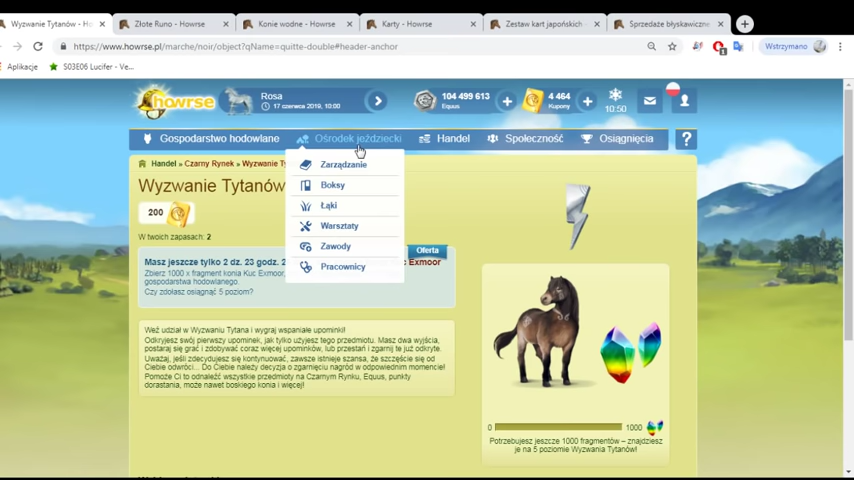 Wyzwanie Tytanów - Ho
Złote Runo - Howrse
Konie wodne - Howrse
Karty - Howrse
Zestaw kart japońskich
Sprzedaże błyskawiczne
https://www.howrse.pl/marche/noir/object?qName=quitte-double#header-anchor
Wstrzymano
Aplikacje
S03E06 Lucifer - Ve...
howrse
Rosa
17 czerwca 2019, 10:00
104 499 613
Equus
4 464
Kupony
10:50
Gospodarstwo hodowlane
Ośrodek jeździecki
Handel
Społeczność
Osiągnięcia
?
Handel » Czarny Rynek » Wyzwanie Ty
Zarządzanie
Boksy
Łąki
Warsztaty
Zawody
Pracownicy
Wyzwanie Tytanów
200
W twoich zapasach: 2
Oferta
Masz jeszcze tylko 2 dz. 23 godz. 2
c Exmoor
Zbierz 1000 x fragment konia Kuc Exmoor,
gospodarstwa hodowlanego.
Czy zdołasz osiągnąć 5 poziom?
Weź udział w Wyzwaniu Tytana i wygraj wspaniałe upominki!
Odkryjesz swój pierwszy upominek, jak tylko użyjesz tego przedmiotu. Masz dwa wyjścia,
postaraj się grać i zdobywać coraz więcej upominków, lub przestań i zgarnij te już odkryte.
Uważaj, jeśli zdecydujesz się kontynuować, zawsze istnieje szansa, że szczęście się od
Ciebie odwróci... Do Ciebie należy decyzja o zgarnięciu nagród w odpowiednim momencie!
Pomoże Ci to odnaleźć wszystkie przedmioty na Czarnym Rynku, Equus, punkty
dorastania, może nawet boskiego konia i więcej!
0
1000
Potrzebujesz jeszcze 1000 fragmentów – znajdziesz
je na 5 poziomie Wyzwania Tytanów!